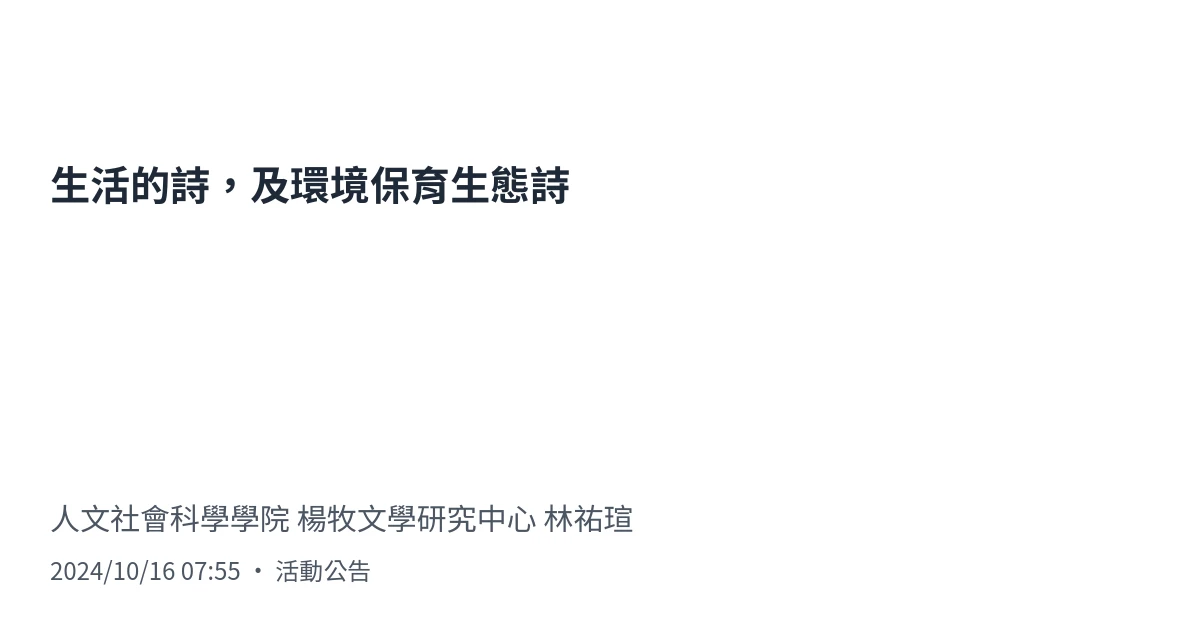 生活的詩，及環境保育生態詩
人文社會科學學院 楊牧文學研究中心 林祐瑄
2024/10/16 07:55 • 活動公告